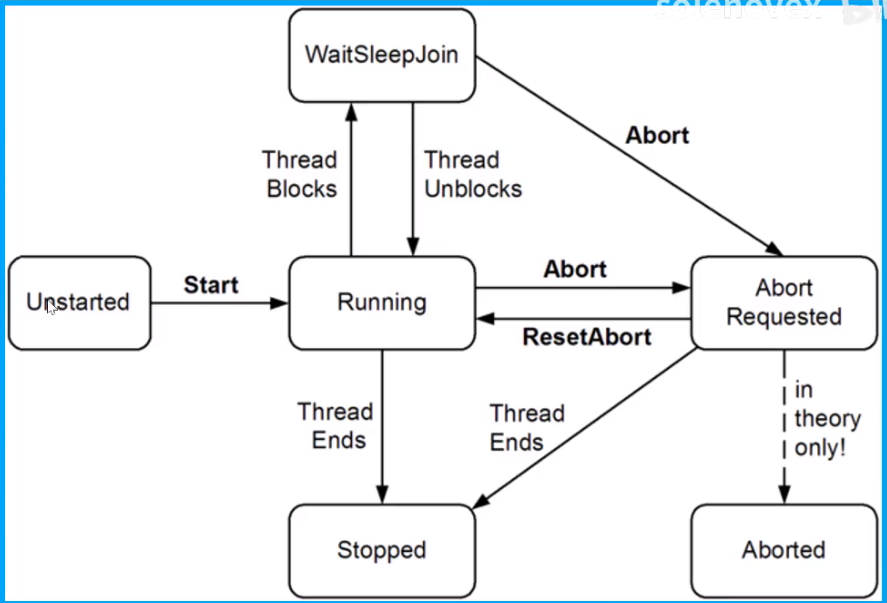 WaitSleepJoin
Abort
Thread
Blocks
Thread
Unblocks
Unstarted
Start
Running
Abort
ResetAbort
Abort
Requested
Thread
Ends
Thread
Ends
in
theory
only!
Stopped
Aborted